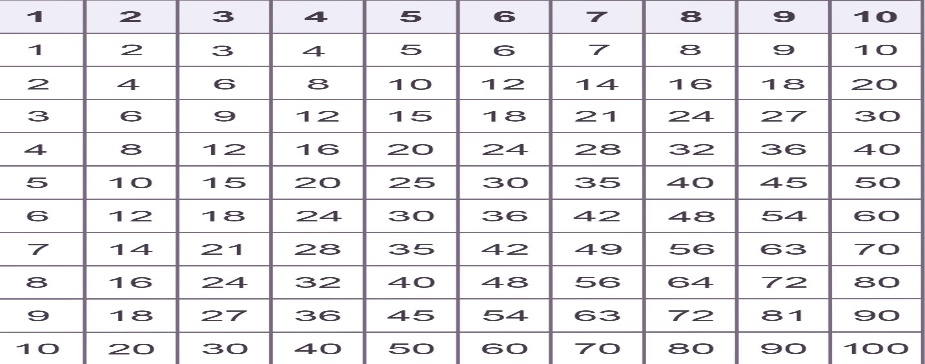 1 2 3 4 5 6 7 8 9 10
1 2 3 4 5 6 7 8 9 10
2 4 6 8 10 12 14 16 18 20
3 6 9 12 15 18 21 24 27 30
4 8 12 16 20 24 28 32 36 40
5 10 15 20 25 30 35 40 45 50
6 12 18 24 30 36 42 48 54 60
7 14 21 28 35 42 49 56 63 70
8 16 24 32 40 48 56 64 72 80
9 18 27 36 45 54 63 72 81 90
10 20 30 40 50 60 70 80 90 100